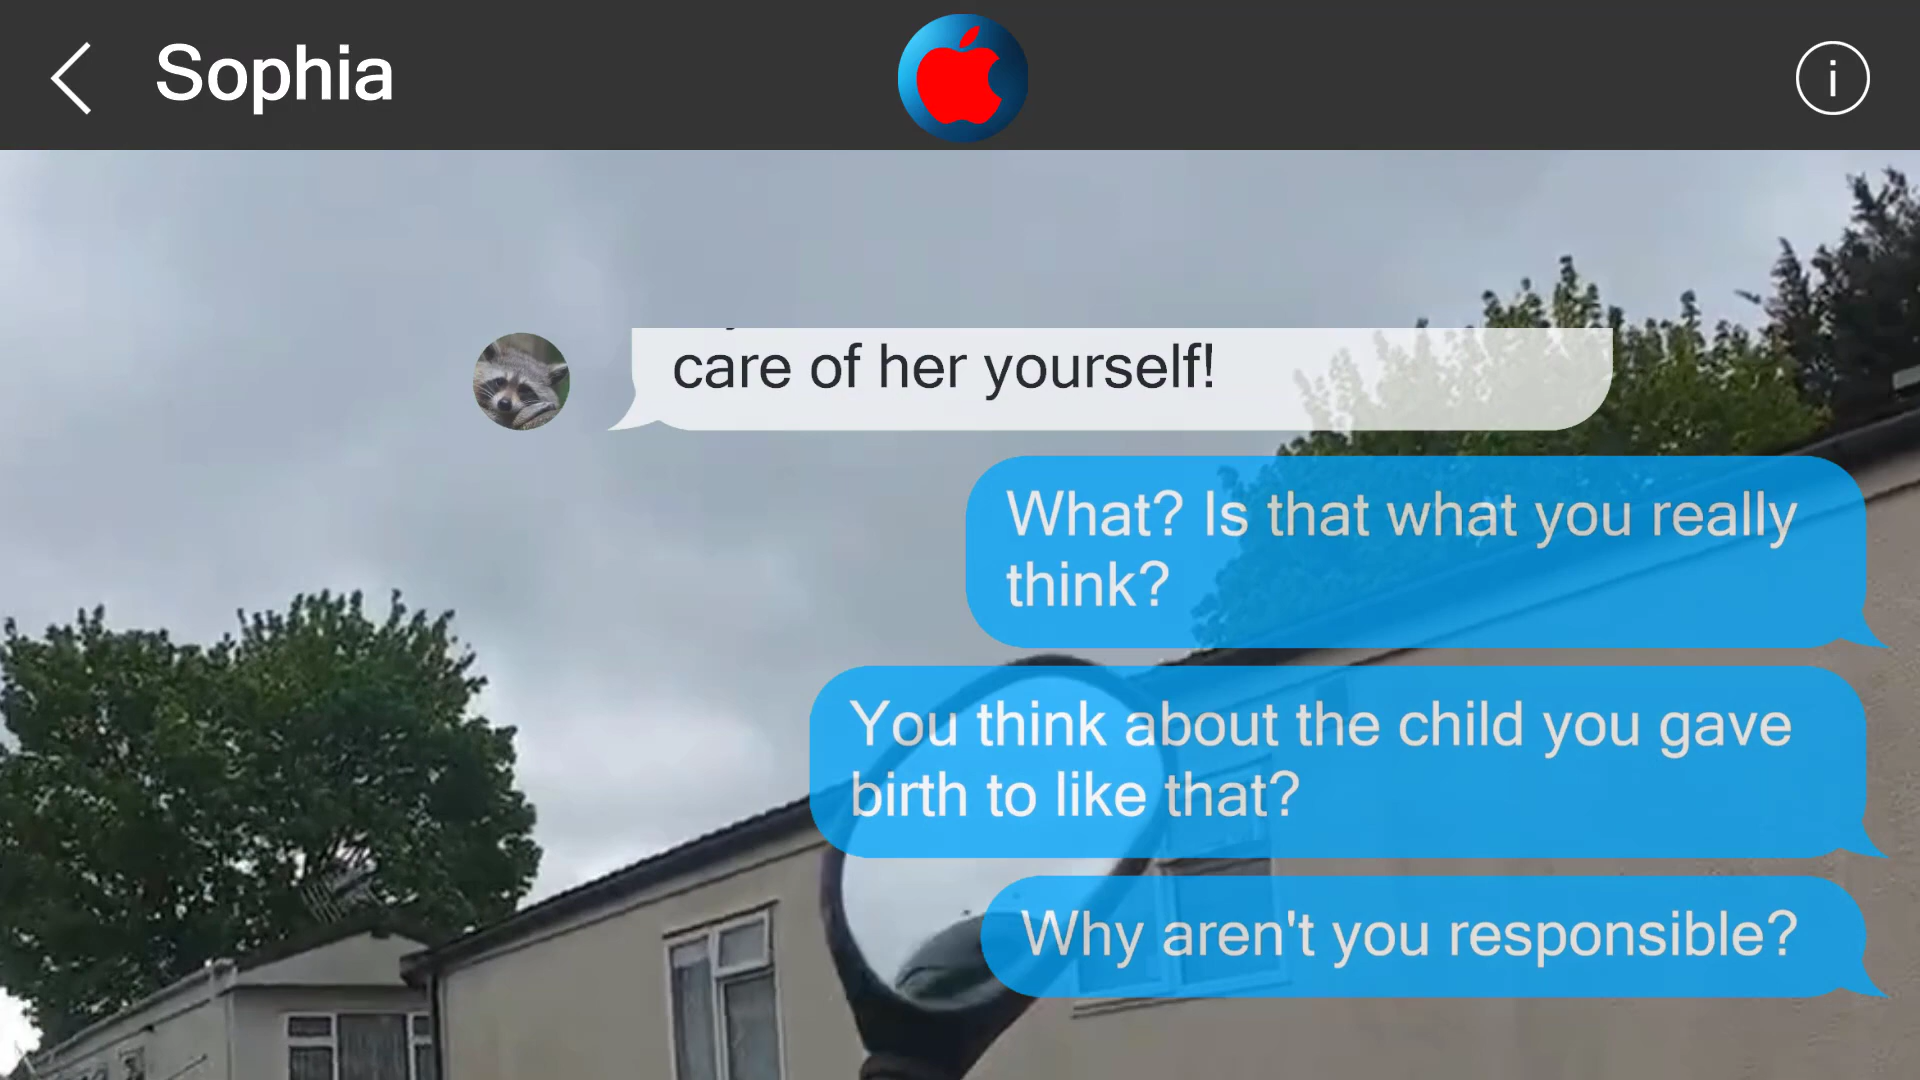 Sophia
i
care of her yourself!
What? Is that what you really
think?
You think about the child you gave
birth to like that?
Why aren't you responsible?